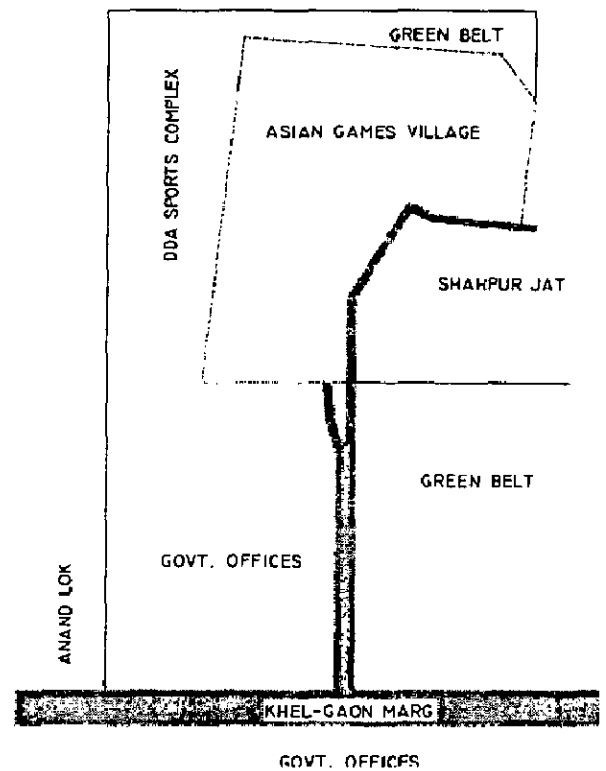 GREEN BELT
DDA SPORTS COMPLEX
ASIAN GAMES VILLAGE
SHAHPUR JAT
GREEN BELT
GOVT. OFFICES
ANAND LOK
KHEL-GAON MARG
GOVT. OFFICES